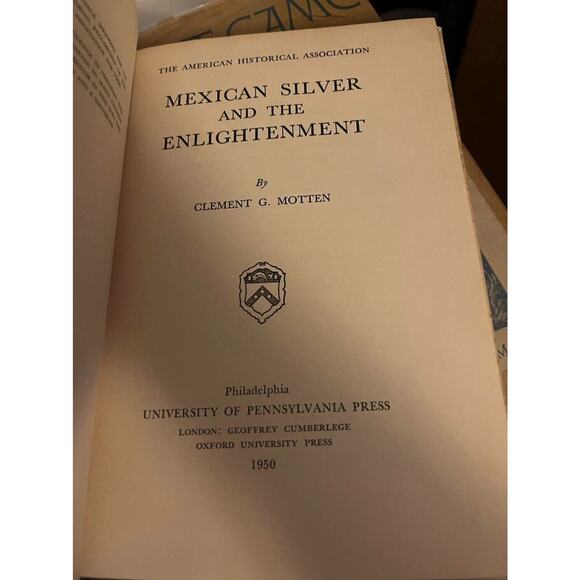 THE AMERICAN HISTORICAL ASSOCIATION
MEXICAN SILVER
AND THE
ENLIGHTENMENT
By
CLEMENT G. MOTTEN
Philadelphia
UNIVERSITY OF PENNSYLVANIA PRESS
LONDON: GEOFFREY CUMBERLEGE
OXFORD UNIVERSITY PRESS
1950